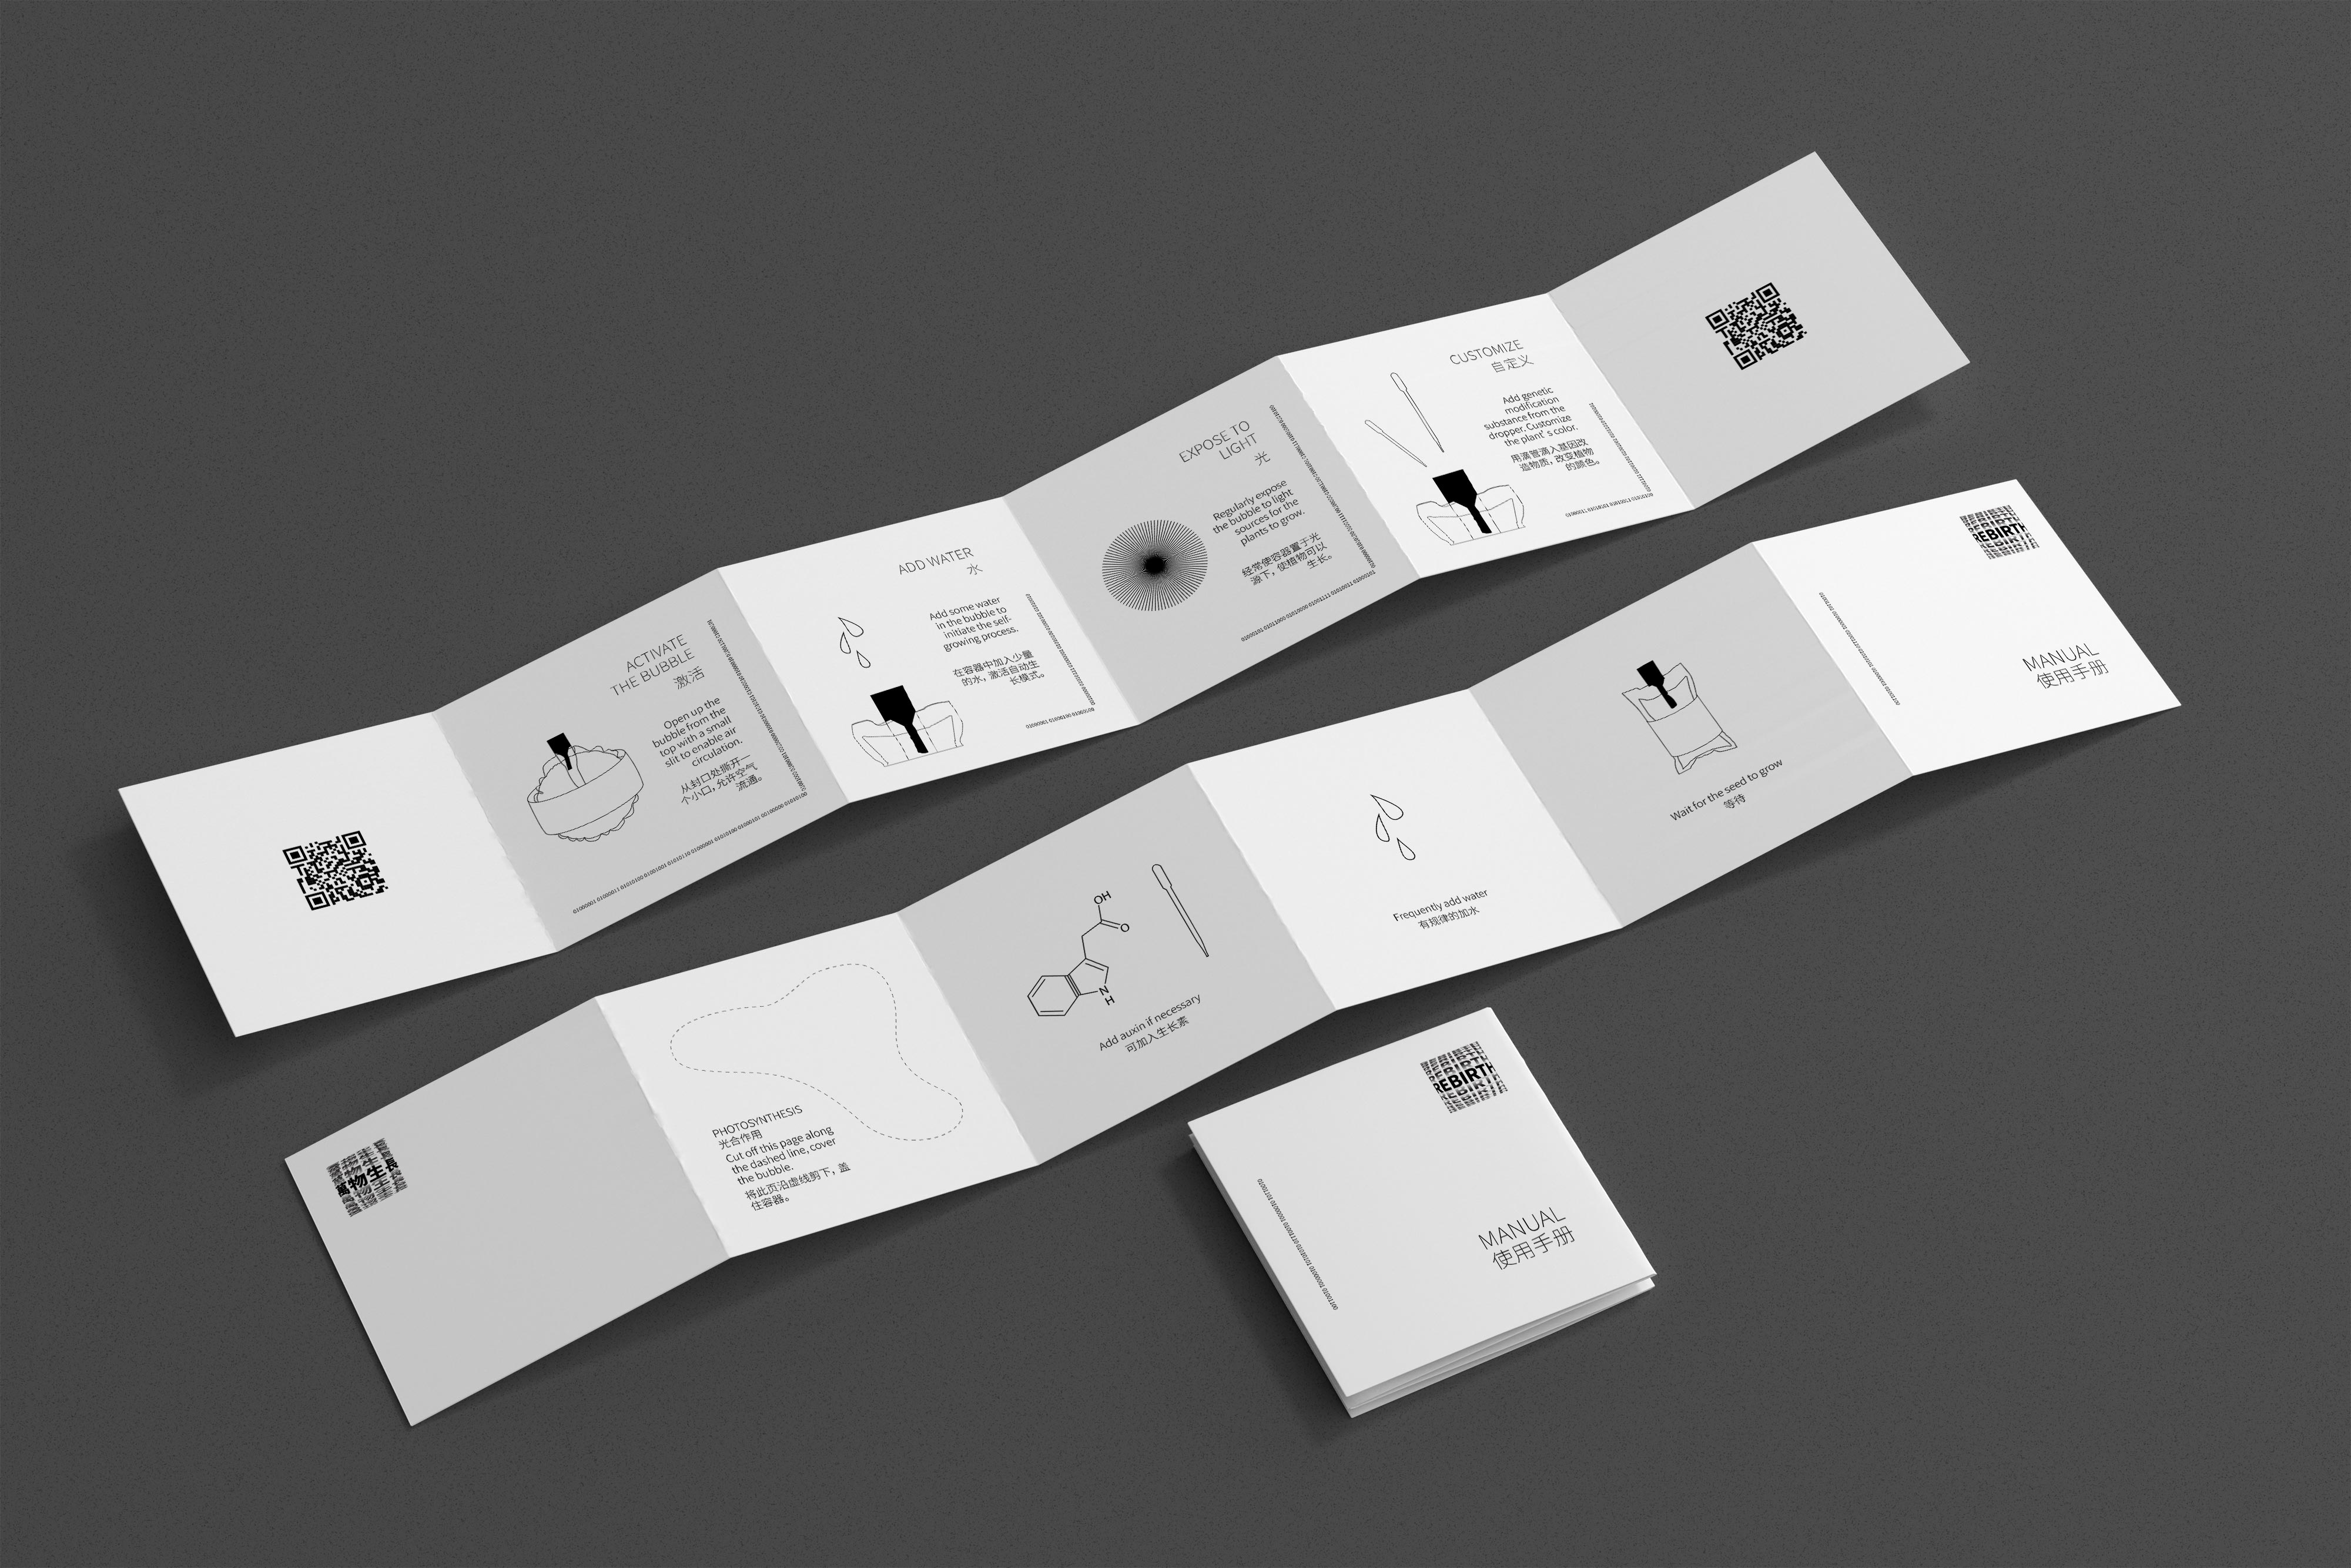 ACTIVATE
THE BUBBLE
激活
Open up the
bubble from the
top with a small
slit to enable air
circulation.
从封口处撕开一
个小口，允许空气
流通。
ADD WATER
水
Add some water
in the bubble to
initiate the self-
growing process.
在容器中加入少量
的水，激活自动生
长模式。
EXPOSE TO
LIGHT
光
Regularly expose
the bubble to light
sources for the
plants to grow.
经常使容器置于光
源下，使植物可以
生长。
CUSTOMIZE
自定义
Add genetic
modification
substance from the
dropper. Customize
the plant’s color.
用滴管滴入基因改
造物质，改变植物
的颜色。
萬物生長
PHOTOSYNTHESIS
光合作用
Cut off this page along
the dashed line, cover
the bubble.
将此页沿虚线剪下，盖
住容器。
OH
O
N
H
Add auxin if necessary
可加入生长素
Frequently add water
有规律的加水
Wait for the seed to grow
等待
REBIRTH
MANUAL
使用手册
REBIRTH
MANUAL
使用手册